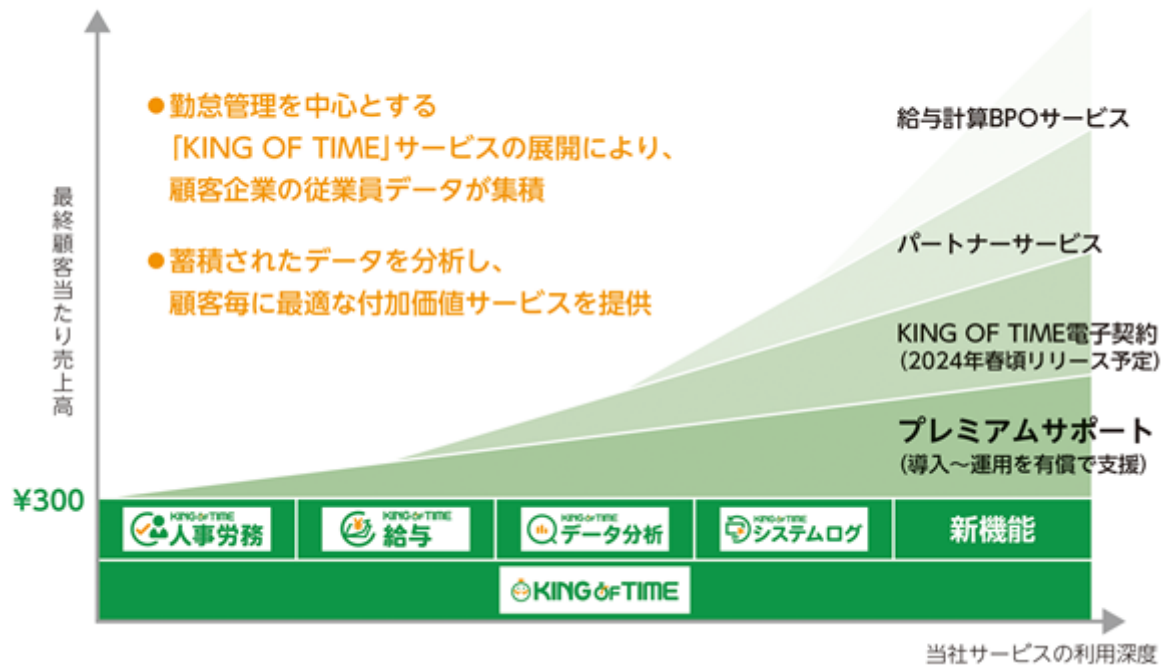 ●勤怠管理を中心とする
「KING OF TIME」サービスの展開により、
顧客企業の従業員データが集積
●蓄積されたデータを分析し、
顧客毎に最適な付加価値サービスを提供
最終顧客当たり売上高
給与計算BPOサービス
パートナーサービス
KING OF TIME電子契約
(2024年春頃リリース予定)
プレミアムサポート
(導入～運用を有償で支援)
¥300
KING OF TIME
人事労務
KING OF TIME
給与
KING OF TIME
データ分析
KING OF TIME
システムログ
新機能
KING OF TIME
当社サービスの利用深度